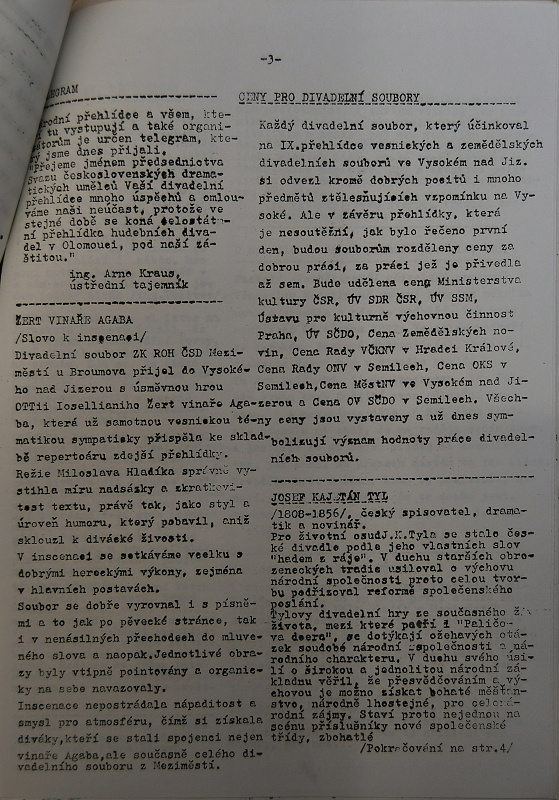 -3-
EGRAM
rodní přehlídce a všem, kte-
tu vystupují a také organi-
torům je určen telegram, kte-
rý jsme dnes přijali.
"Přejeme jménem předsednictva
Svazu československých drama-
tických umělců Vaší divadelní
přehlídce mnoho úspěchů a omlou-
váme naši neúčast, protože ve
stejné době se koná celostát-
ní přehlídka hudebních diva-
del v Olomouci, pod naší zá-
štitou."
ing. Arno Kraus,
ústřední tajemník
ŽERT VINAŘE AGABA
/Slovo k inscenaci/
Divadelní soubor ZK ROH ČSD Mezi-
městí u Broumova přijel do Vysoké-
ho nad Jizerou s úsměvnou hrou
OTTii Iosellianiho Žert vinaře Aga-
ba, která už samotnou vesnickou té-
matikou sympaticky přispěla ke sklad-
bě repertoáru zdejší přehlídky.
Režie Miloslava Hladíka správně vy-
stihla míru nadsázky a zkratkovi-
tost textu, právě tak, jako styl a
úroveň humoru, který pobavil, aniž
sklouzl k divácké živosti.
V inscenaci se setkáváme vcelku s
dobrými hereckými výkony, zejména
v hlavních postavách.
Soubor se dobře vyrovnal i s písně-
mi a to jak po pěvecké stránce, tak
i v nenásilných přechodech do mluve-
ného slova a naopak.Jednotlivé obra-
zy byly vtipně pointovány a organic-
ky na sebe navazovaly.
Inscenace nepostrádala nápaditost a
smysl pro atmosféru, čímž si získala
diváky,kteří se stali spojenci nejen
vinaře Agaba,ale současně celého di-
vadelního souboru z Meziměstí.
CENY PRO DIVADELNÍ SOUBORY
Každý divadelní soubor, který účinkoval
na IX.přehlídce vesnických a zemědělských
divadelních souborů ve Vysokém nad Jiz.
si odvezl kromě dobrých pocitů i mnoho
předmětů ztělesňujících vzpomínku na Vy-
soké. Ale v závěru přehlídky, která
je nesoutěžní, jak bylo řečeno první
den, budou souborům rozděleny ceny za
dobrou práci, za práci jež je přivedla
až sem. Bude udělena cena Ministerstva
kultury ČSR, ÚV SDR ČSR, ÚV SSM,
Ústavu pro kulturně výchovnou činnost
Praha, ÚV SČDO, Cena Zemědělských no-
vin, Cena Rady VČKNV v Hradci Králové,
Cena Rady ONV v Semilech, Cena OKS v
Semilech,Cena MěstNV ve Vysokém nad Ji-
zerou a Cena OV SČDO v Semilech. Všech-
ny ceny jsou vystaveny a už dnes sym-
bolizují význam hodnoty práce divadel-
ních souborů.
JOSEF KAJETÁN TYL
/1808-1856/, český spisovatel, drama-
tik a novinář.
Pro životní osudJ.K.Tyla se stalo čes-
ké divadlo podle jeho vlastních slov
"hadem z ráje". V duchu starších obro-
zeneckých tradic usiloval o výchovu
národní společnosti proto celou tvor-
bu podřizoval reformě společenského
poslání.
Tylovy divadelní hry ze současného
života, mezi které patří i "Paličo-
va dcera", se dotýkají ožehavých otá-
zek soudobé národní společnosti a ná-
rodního charakteru. V duchu svého úsi-
lí o širokou a jednolitou národní zá-
kladnu věřil, že přesvědčováním a vý-
chovou je možno získat bohaté měšťan-
stvo, národně lhostejné, pro celoná-
rodní zájmy. Staví proto nejednou na
scénu příslušníky nové společenské
třídy, zbohatlé
/Pokračování na str.4/